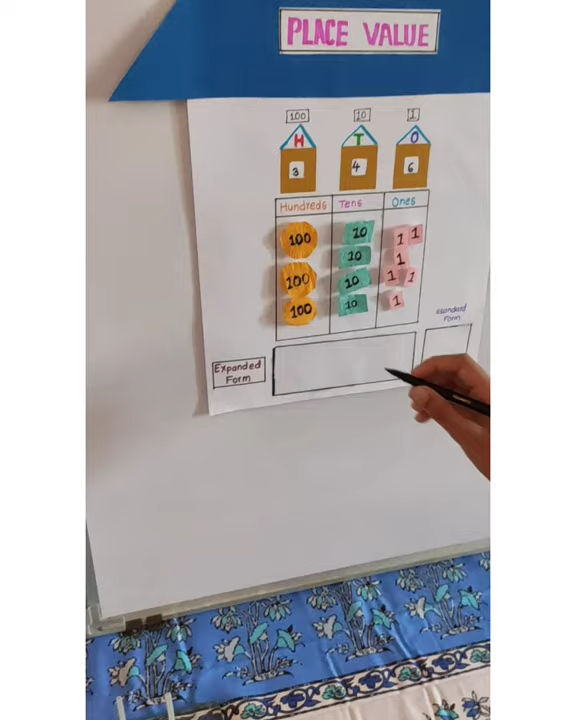 PLACE VALUE
100 10 1
H T O
3 4 6
Hundreds Tens Ones
100 10 1 1
10 1
100 10 1 1
100 10 1
Standard
Form
Expanded
Form